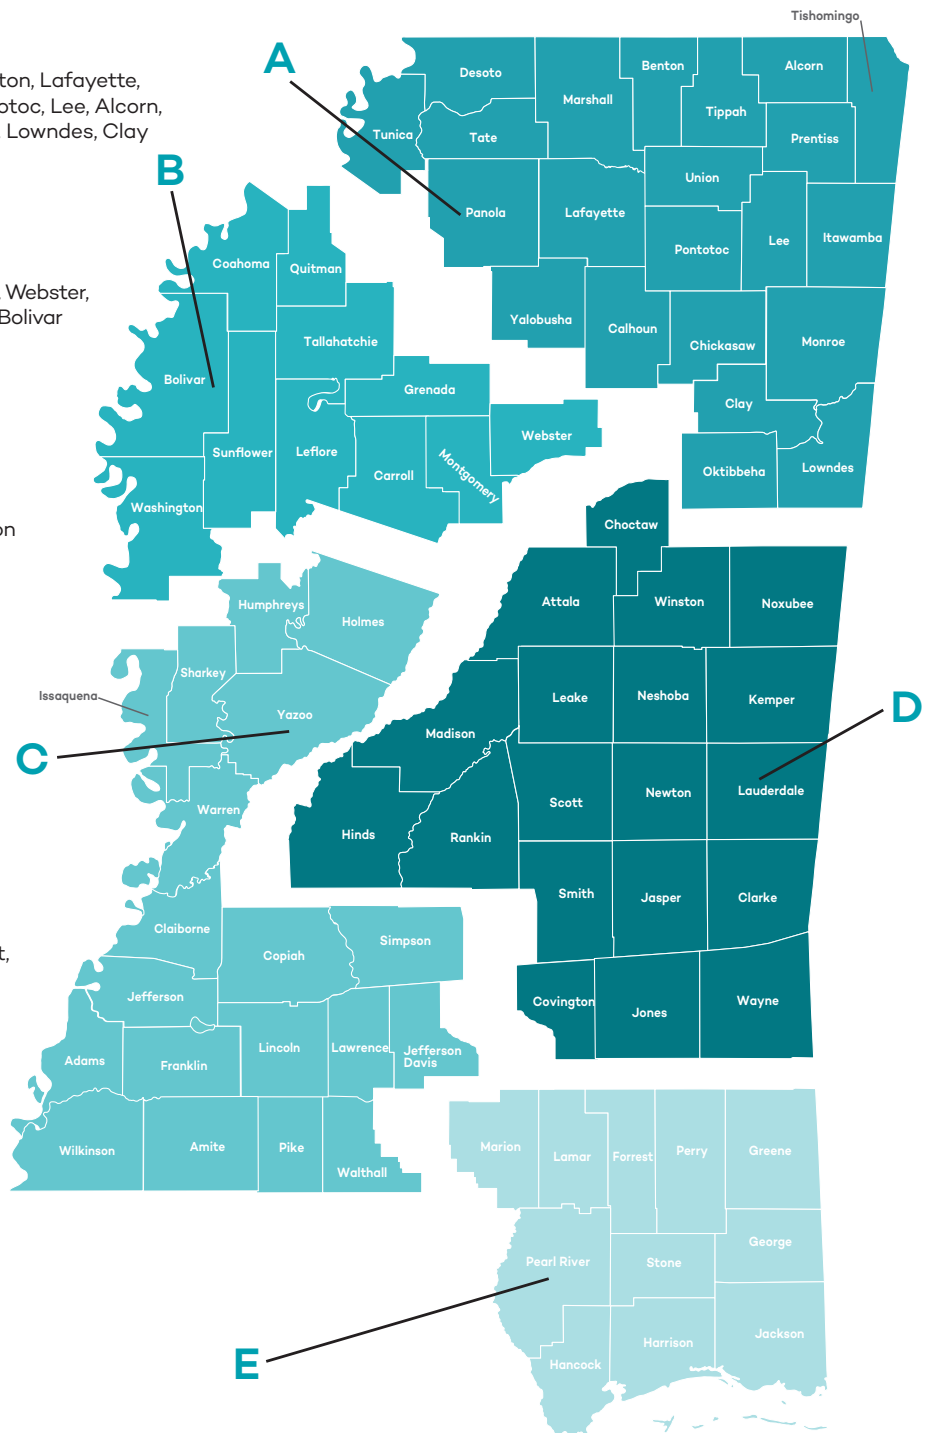 Tishomingo
A
ton, Lafayette,
otoc, Lee, Alcorn,
, Lowndes, Clay
Desoto
Benton
Alcorn
Marshall
Tippah
Tunica
Tate
Prentiss
B
Union
Panola
Lafayette
Pontotoc
Lee
Itawamba
Coahoma
Quitman
, Webster,
Bolivar
Yalobusha
Calhoun
Chickasaw
Monroe
Tallahatchie
Bolivar
Grenada
Clay
Webster
Sunflower
Leflore
Carroll
Montgomery
Oktibbeha
Lowndes
Washington
on
Choctaw
Humphreys
Holmes
Attala
Winston
Noxubee
Sharkey
Issaquena
Yazoo
Leake
Neshoba
Kemper
D
C
Madison
Warren
Hinds
Rankin
Scott
Newton
Lauderdale
Smith
Jasper
Clarke
t,
Claiborne
Copiah
Simpson
Jefferson
Covington
Jones
Wayne
Adams
Franklin
Lincoln
Lawrence
Jefferson
Davis
Wilkinson
Amite
Pike
Walthall
Marion
Lamar
Forrest
Perry
Greene
Pearl River
Stone
George
E
Hancock
Harrison
Jackson